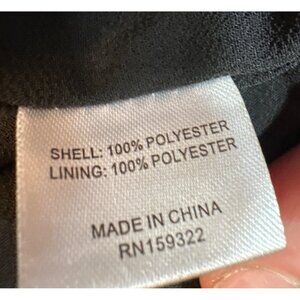 SHELL: 100% POLYESTER
LINING: 100% POLYESTER
MADE IN CHINA
RN159322